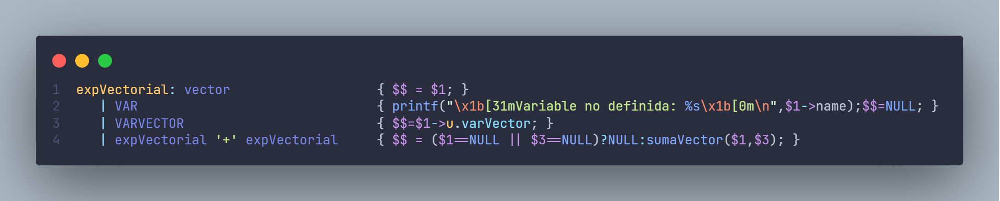 1 expVectorial: vector { $$ = $1; }
2 | VAR { printf("\x1b[31mVariable no definida: %s\x1b[0m\n",$1->name);$$=NULL; }
3 | VARVECTOR { $$=$1->u.varVector; }
4 | expVectorial '+' expVectorial { $$ = ($1==NULL || $3==NULL)?NULL:sumaVector($1,$3); }